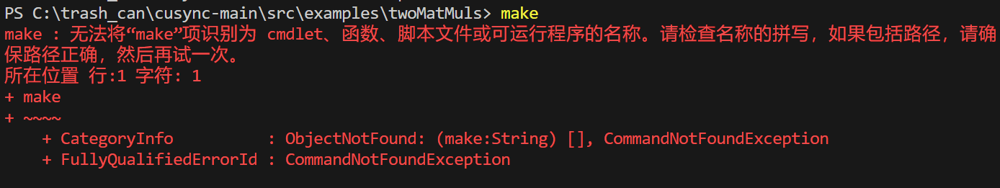 PS C:\trash_can\cusync-main\src\examples\twoMatMuls> make
make : 无法将“make”项识别为 cmdlet、函数、脚本文件或可运行程序的名称。请检查名称的拼写，如果包括路径，请确
保路径正确，然后再试一次。
所在位置 行:1 字符: 1
+ make
+ ~~~~
    + CategoryInfo          : ObjectNotFound: (make:String) [], CommandNotFoundException
    + FullyQualifiedErrorId : CommandNotFoundException